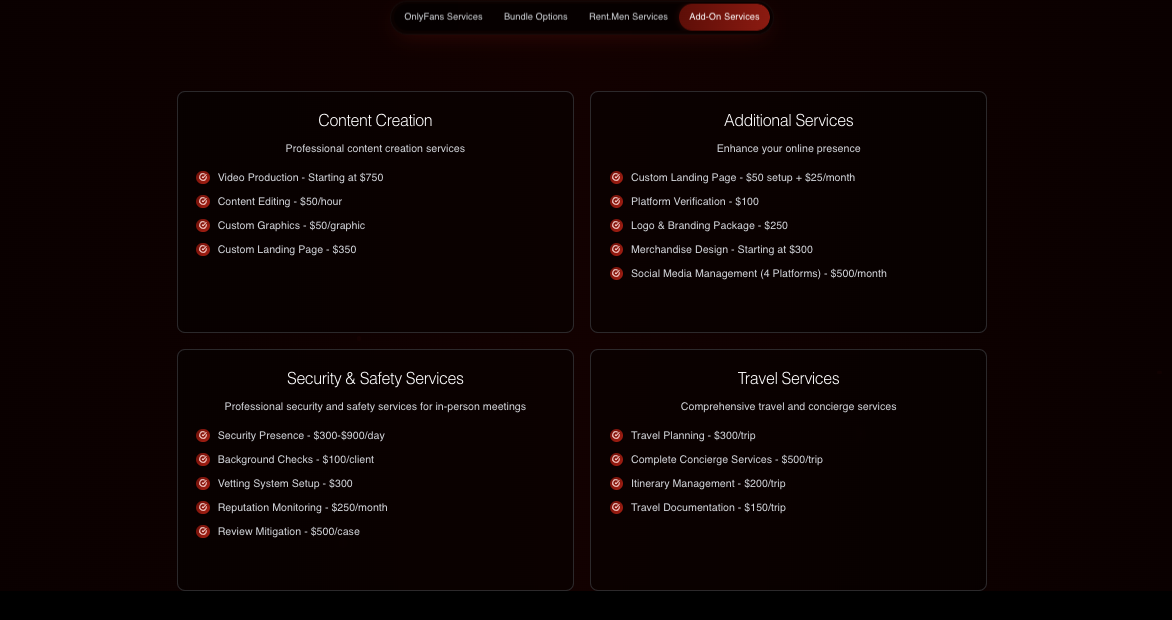 OnlyFans Services
Bundle Options
Rent.Men Services
Add-On Services
Content Creation
Professional content creation services
Video Production - Starting at $750
Content Editing - $50/hour
Custom Graphics - $50/graphic
Custom Landing Page - $350
Additional Services
Enhance your online presence
Custom Landing Page - $50 setup + $25/month
Platform Verification - $100
Logo & Branding Package - $250
Merchandise Design - Starting at $300
Social Media Management (4 Platforms) - $500/month
Security & Safety Services
Professional security and safety services for in-person meetings
Security Presence - $300-$900/day
Background Checks - $100/client
Vetting System Setup - $300
Reputation Monitoring - $250/month
Review Mitigation - $500/case
Travel Services
Comprehensive travel and concierge services
Travel Planning - $300/trip
Complete Concierge Services - $500/trip
Itinerary Management - $200/trip
Travel Documentation - $150/trip